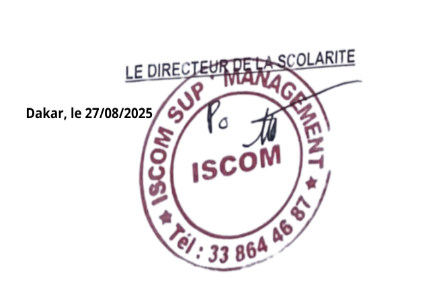 LE DIRECTEUR DE LA SCOLARITE
Dakar, le 27/08/2025
ISCOM SUP · MANAGEMENT
Po
ISCOM
★ Tél : 33 864 46 87 ★